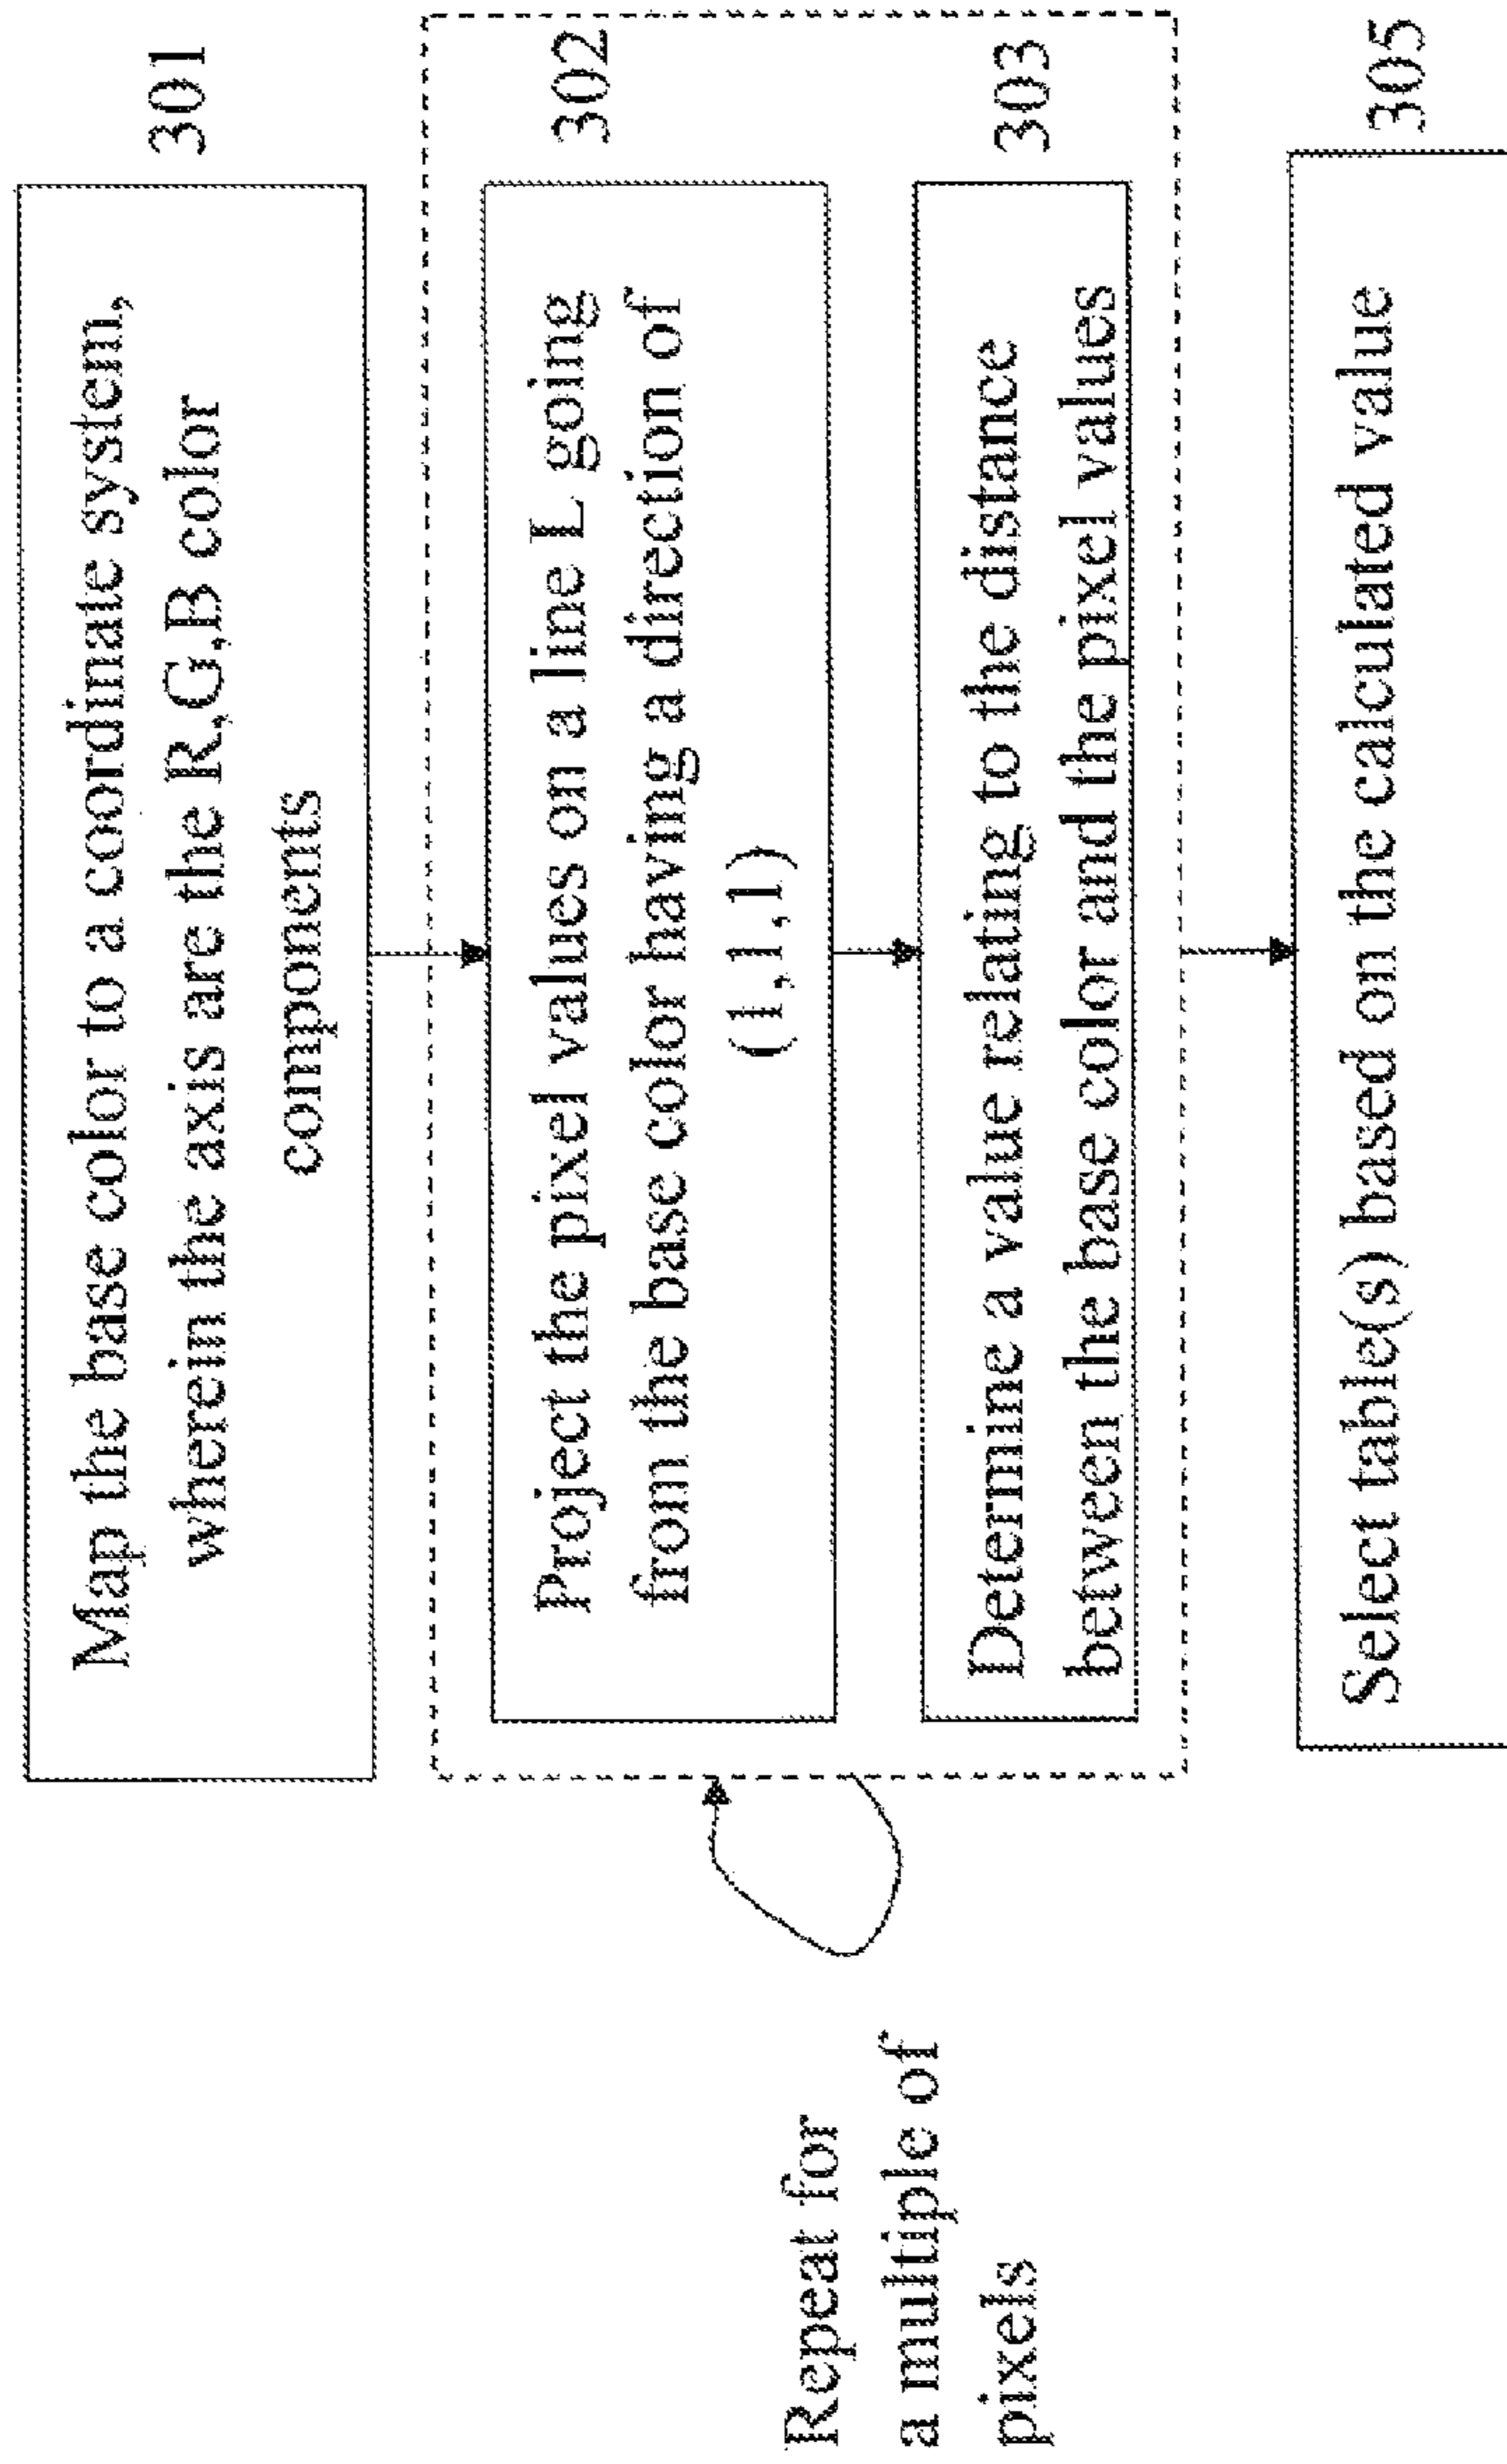 Map the base color to a coordinate system,
wherein the axis are the R,G,B color
components
301
Project the pixel values on a line L going
from the base color having a direction of
(1,1,1)
302
Determine a value relating to the distance
between the base color and the pixel values
303
Repeat for
a multiple of
pixels
Select table(s) based on the calculated value
305